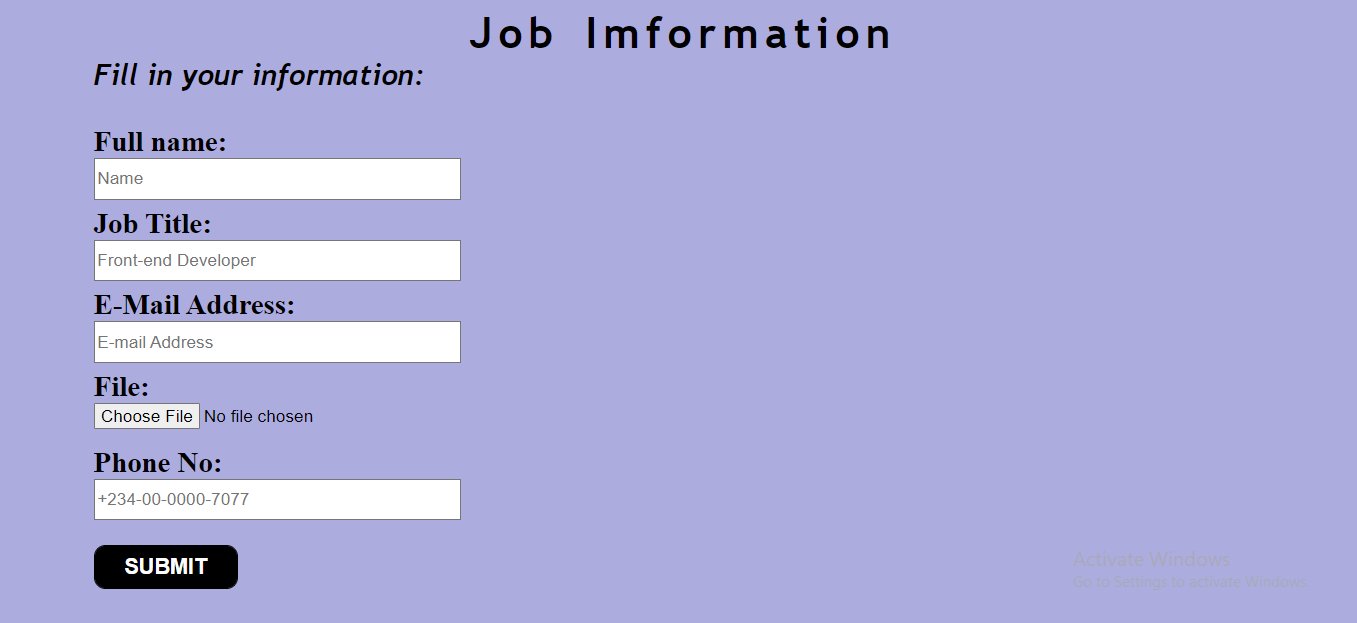 Job Imformation
Fill in your information:
Full name:
Name
Job Title:
Front-end Developer
E-Mail Address:
E-mail Address
File:
Choose File No file chosen
Phone No:
+234-00-0000-7077
SUBMIT
Activate Windows
Go to Settings to activate Windows.